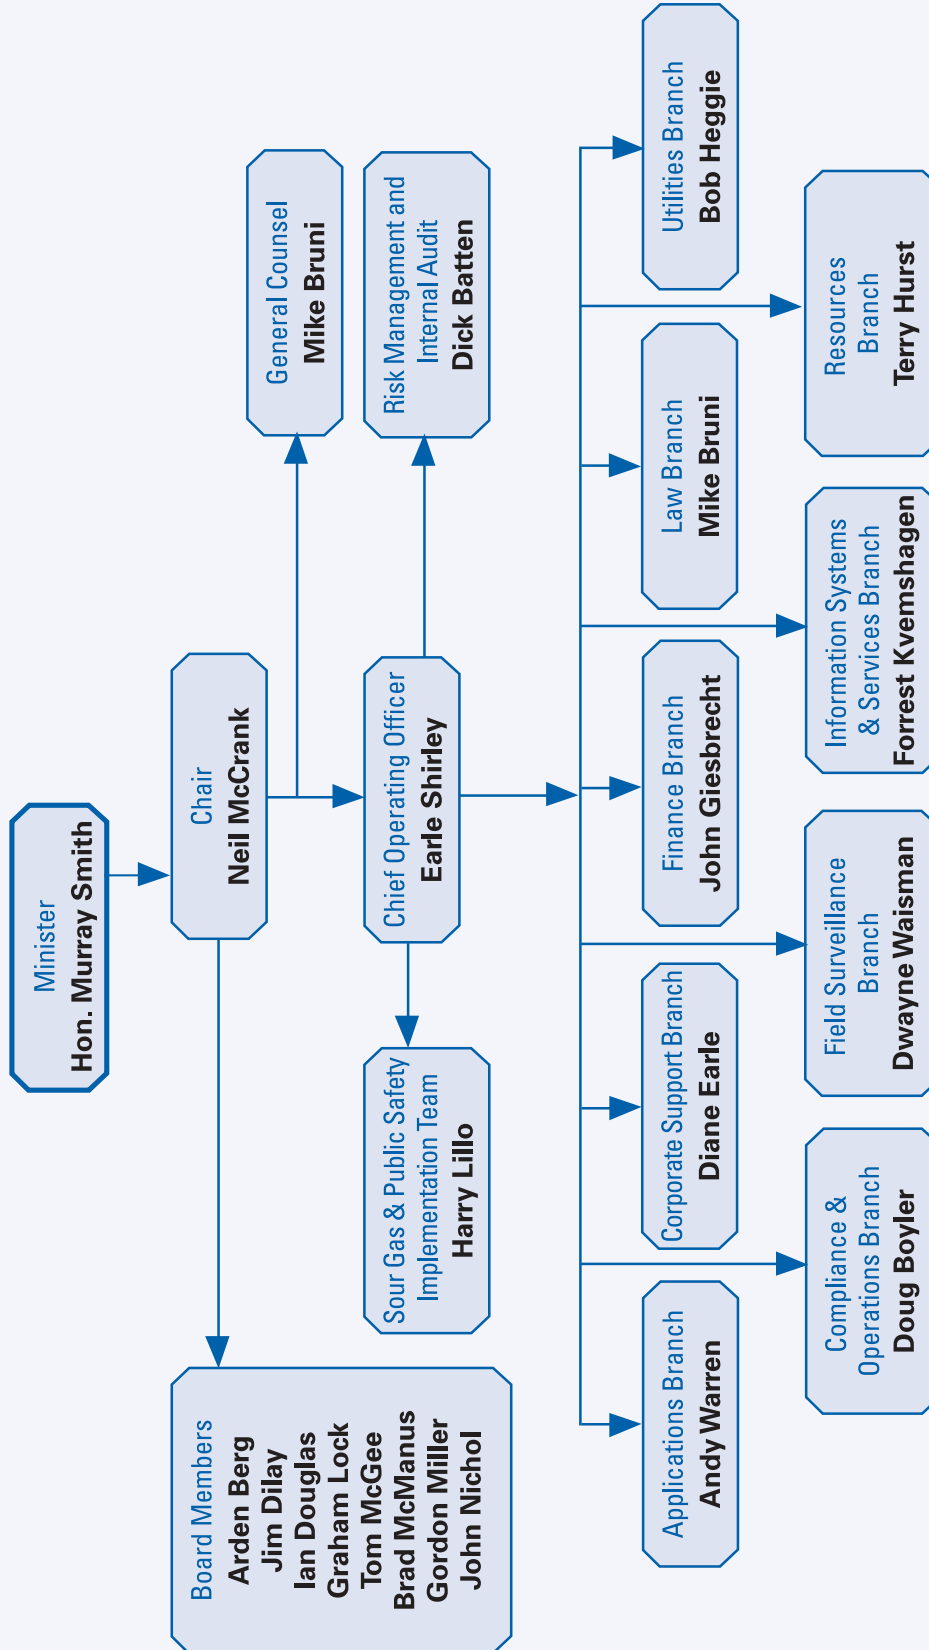 Minister
Hon. Murray Smith
Chair
Neil McCrank
Board Members
Arden Berg
Jim Dilay
Ian Douglas
Graham Lock
Tom McGee
Brad McManus
Gordon Miller
John Nichol
General Counsel
Mike Bruni
Sour Gas & Public Safety
Implementation Team
Harry Lillo
Chief Operating Officer
Earle Shirley
Risk Management and
Internal Audit
Dick Batten
Applications Branch
Andy Warren
Corporate Support Branch
Diane Earle
Finance Branch
John Giesbrecht
Law Branch
Mike Bruni
Utilities Branch
Bob Heggie
Compliance &
Operations Branch
Doug Boyler
Field Surveillance
Branch
Dwayne Waisman
Information Systems
& Services Branch
Forrest Kvemshagen
Resources
Branch
Terry Hurst